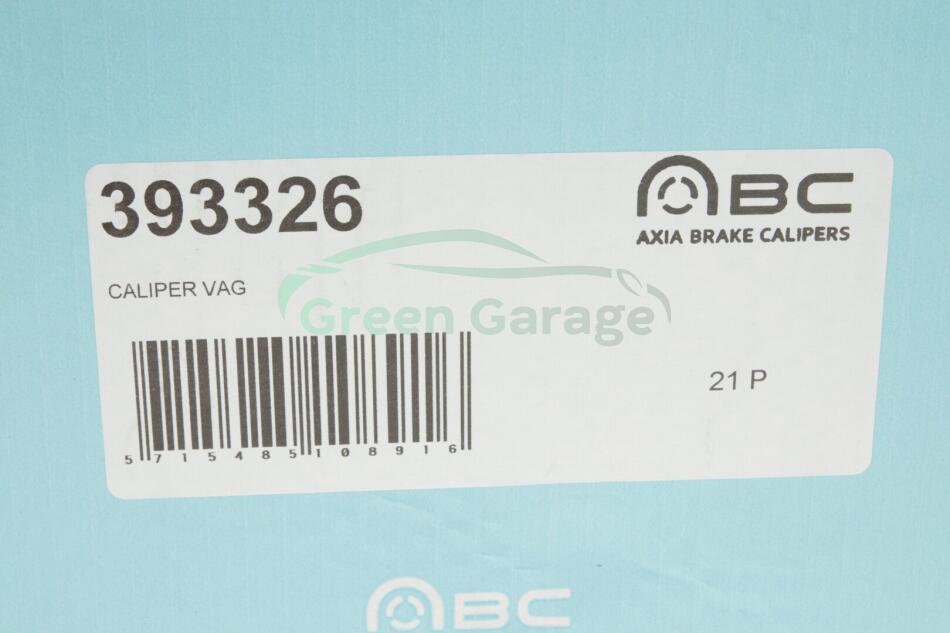 393326
ABC
AXIA BRAKE CALIPERS
CALIPER VAG
Green Garage
21 P
5 715485 108916
ABC